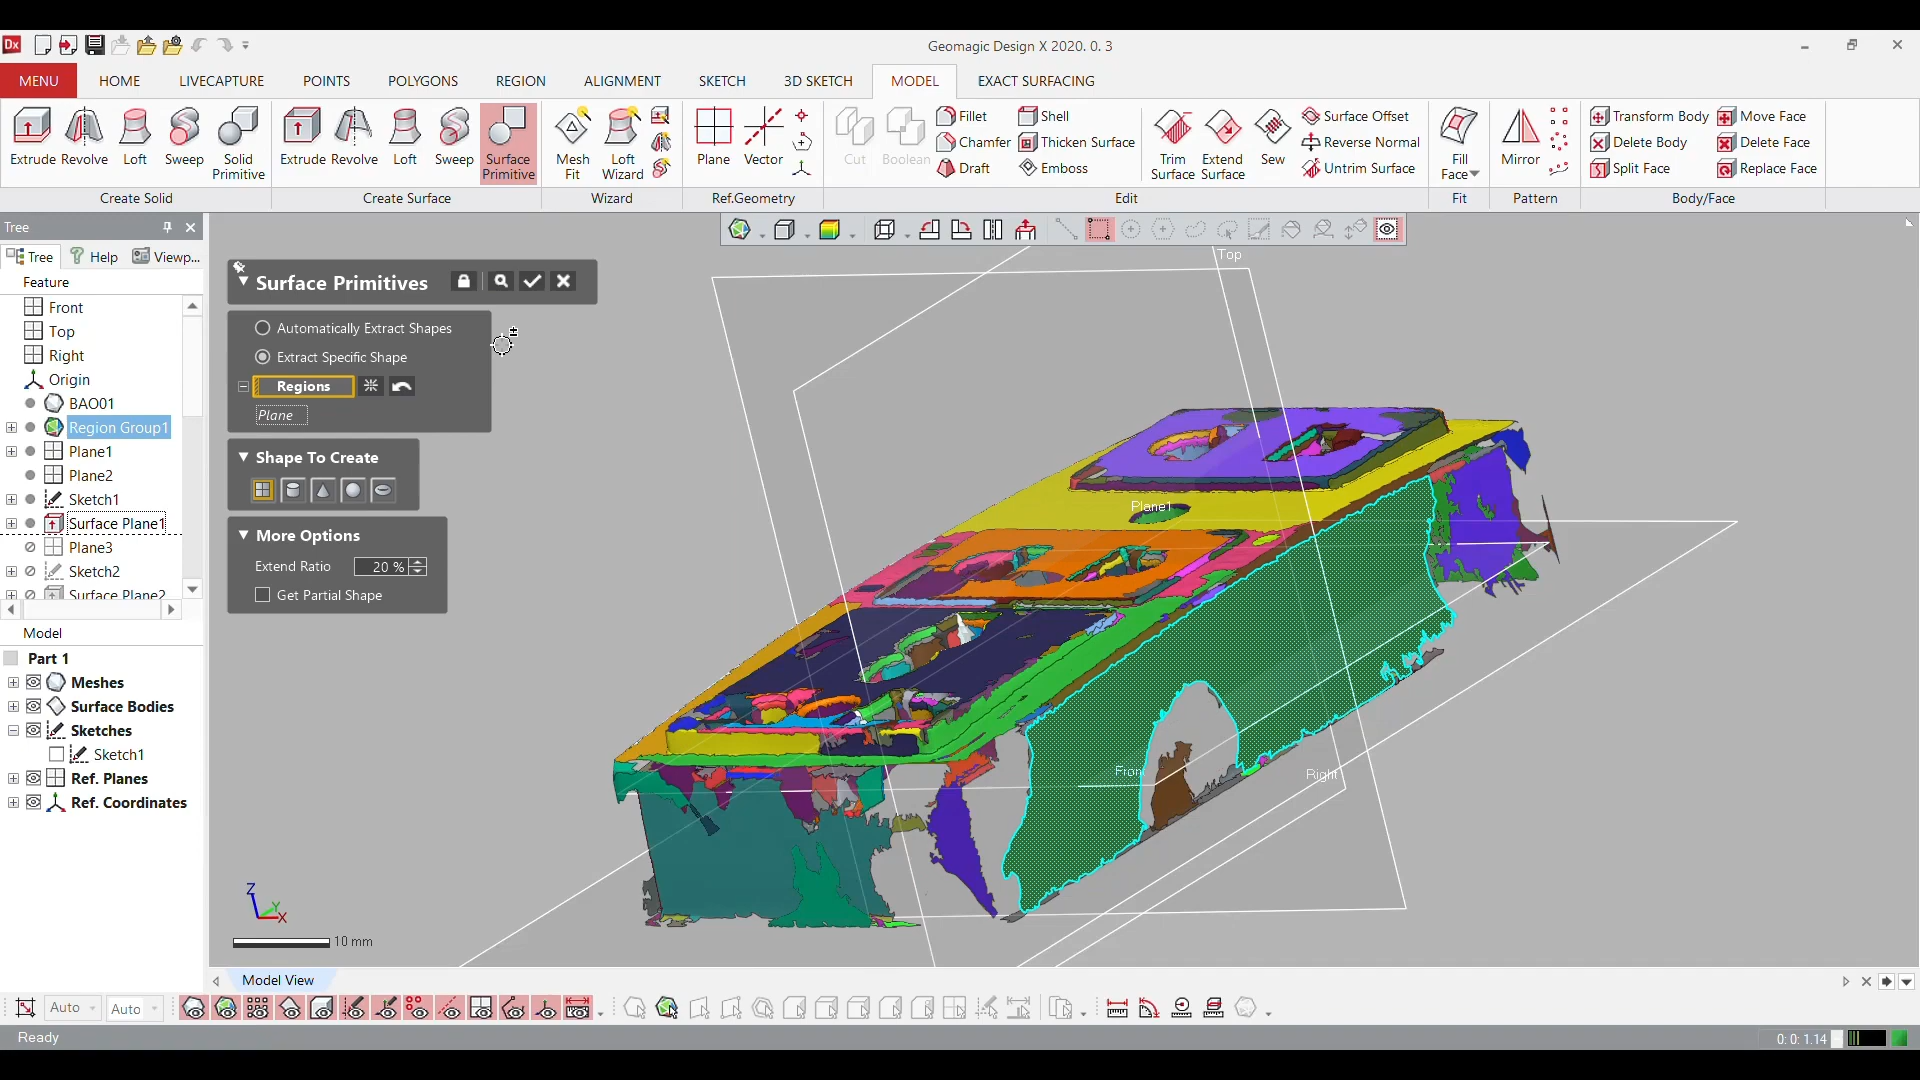 Dx
Geomagic Design X 2020. 0. 3
MENU HOME LIVECAPTURE POINTS POLYGONS REGION ALIGNMENT SKETCH 3D SKETCH MODEL EXACT SURFACING
Extrude Revolve Loft Sweep Solid Primitive
Create Solid
Extrude Revolve Loft Sweep Surface Primitive
Create Surface
Mesh Fit Loft Wizard
Wizard
Plane Vector
Ref.Geometry
Cut Boolean
Fillet Shell
Chamfer Thicken Surface
Draft Emboss
Trim Surface Extend Surface Sew
Surface Offset
Reverse Normal
Untrim Surface
Edit
Fill Face
Fit
Mirror
Pattern
Transform Body Move Face
Delete Body Delete Face
Split Face Replace Face
Body/Face
Tree
Tree Help Viewp...
Feature
Front
Top
Right
Origin
BAO01
Region Group1
Plane1
Plane2
Sketch1
Surface Plane1
Plane3
Sketch2
Surface Plane2
Model
Part 1
Meshes
Surface Bodies
Sketches
Sketch1
Ref. Planes
Ref. Coordinates
Surface Primitives
Automatically Extract Shapes
Extract Specific Shape
Regions
Plane
Shape To Create
More Options
Extend Ratio 20 %
Get Partial Shape
Top
Plane1
Front
Right
Z
Y
X
10 mm
Model View
Auto Auto
Ready
0: 0: 1.14